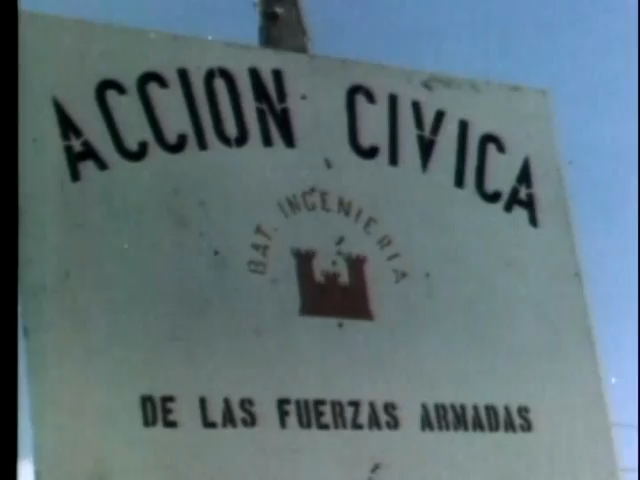 ACCION CIVICA
BAT. INGENIERIA
DE LAS FUERZAS ARMADAS